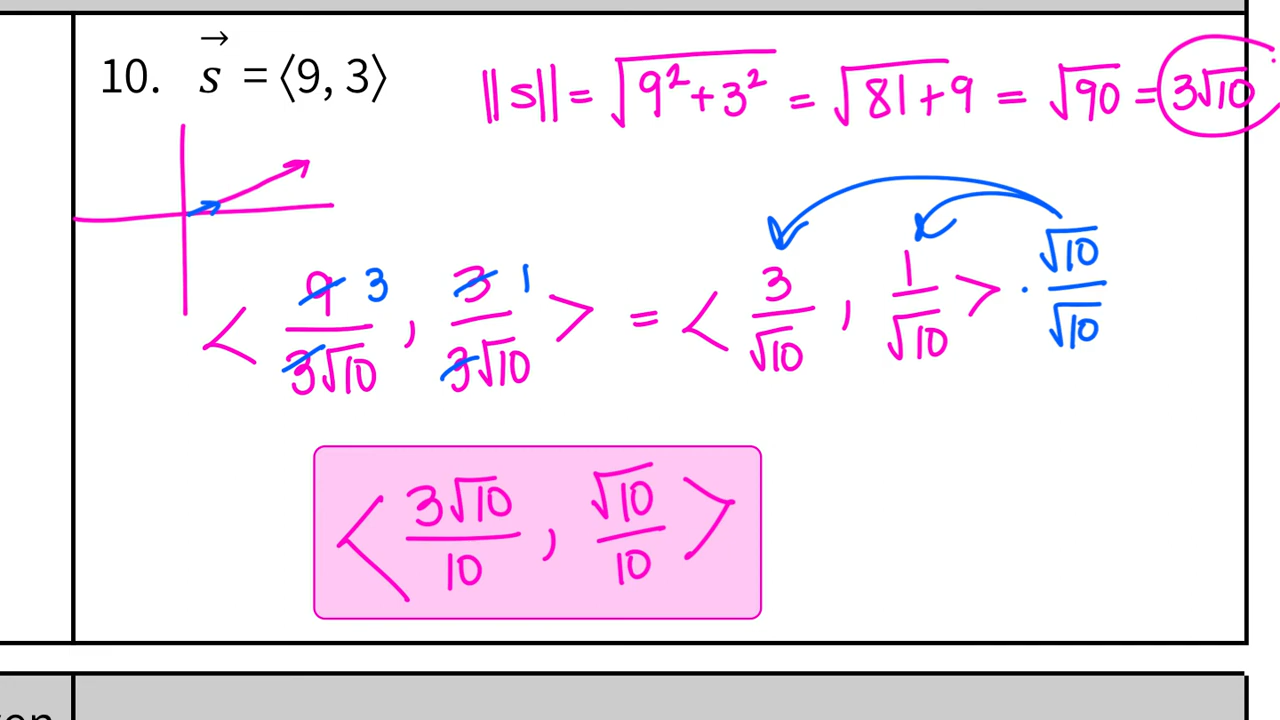 10. s⃗ = ⟨9, 3⟩
||s|| = √(9² + 3²) = √(81 + 9) = √90 = 3√10
< 9/3√10 3, 3/3√10 1 > = < 3/√10, 1/√10 > · √10/√10
< 3√10/10, √10/10 >